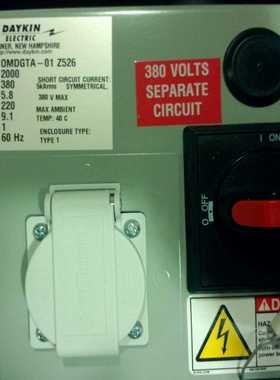 DAYKIN
ELECTRIC
NER, NEW HAMPSHIRE
www.daykin.com
OMDGTA-01 Z526
2000
380
5.8
220
9.1
1
60 Hz
SHORT CIRCUIT CURRENT:
5kArms SYMMETRICAL,
380 V MAX
MAX AMBIENT
TEMP: 40 C
ENCLOSURE TYPE:
TYPE 1
380 VOLTS
SEPARATE
CIRCUIT
I ON
O OFF
D
HAZ